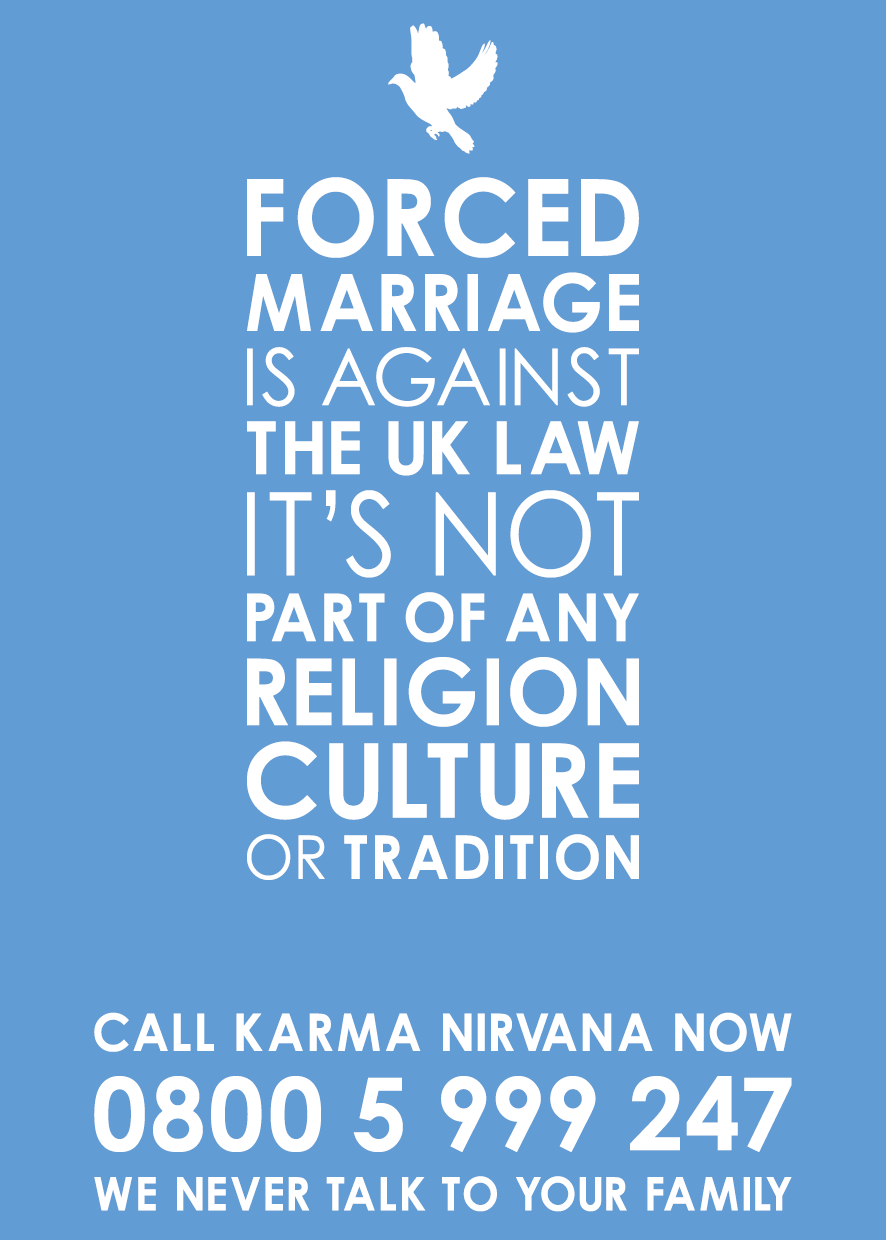 FORCED
MARRIAGE
IS AGAINST
THE UK LAW
IT'S NOT
PART OF ANY
RELIGION
CULTURE
OR TRADITION
CALL KARMA NIRVANA NOW
0800 5 999 247
WE NEVER TALK TO YOUR FAMILY